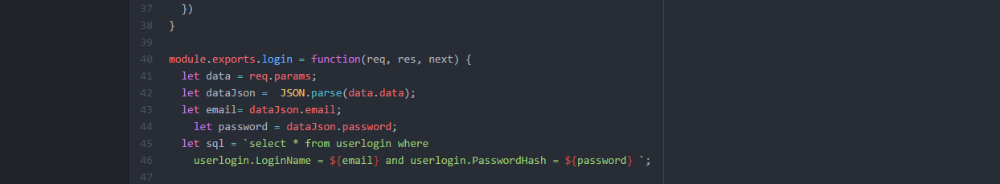 37 })
38 }
39
40 module.exports.login = function(req, res, next) {
41 let data = req.params;
42 let dataJson =  JSON.parse(data.data);
43 let email= dataJson.email;
44 let password = dataJson.password;
45 let sql = `select * from userlogin where
46 userlogin.LoginName = ${email} and userlogin.PasswordHash = ${password} `;
47